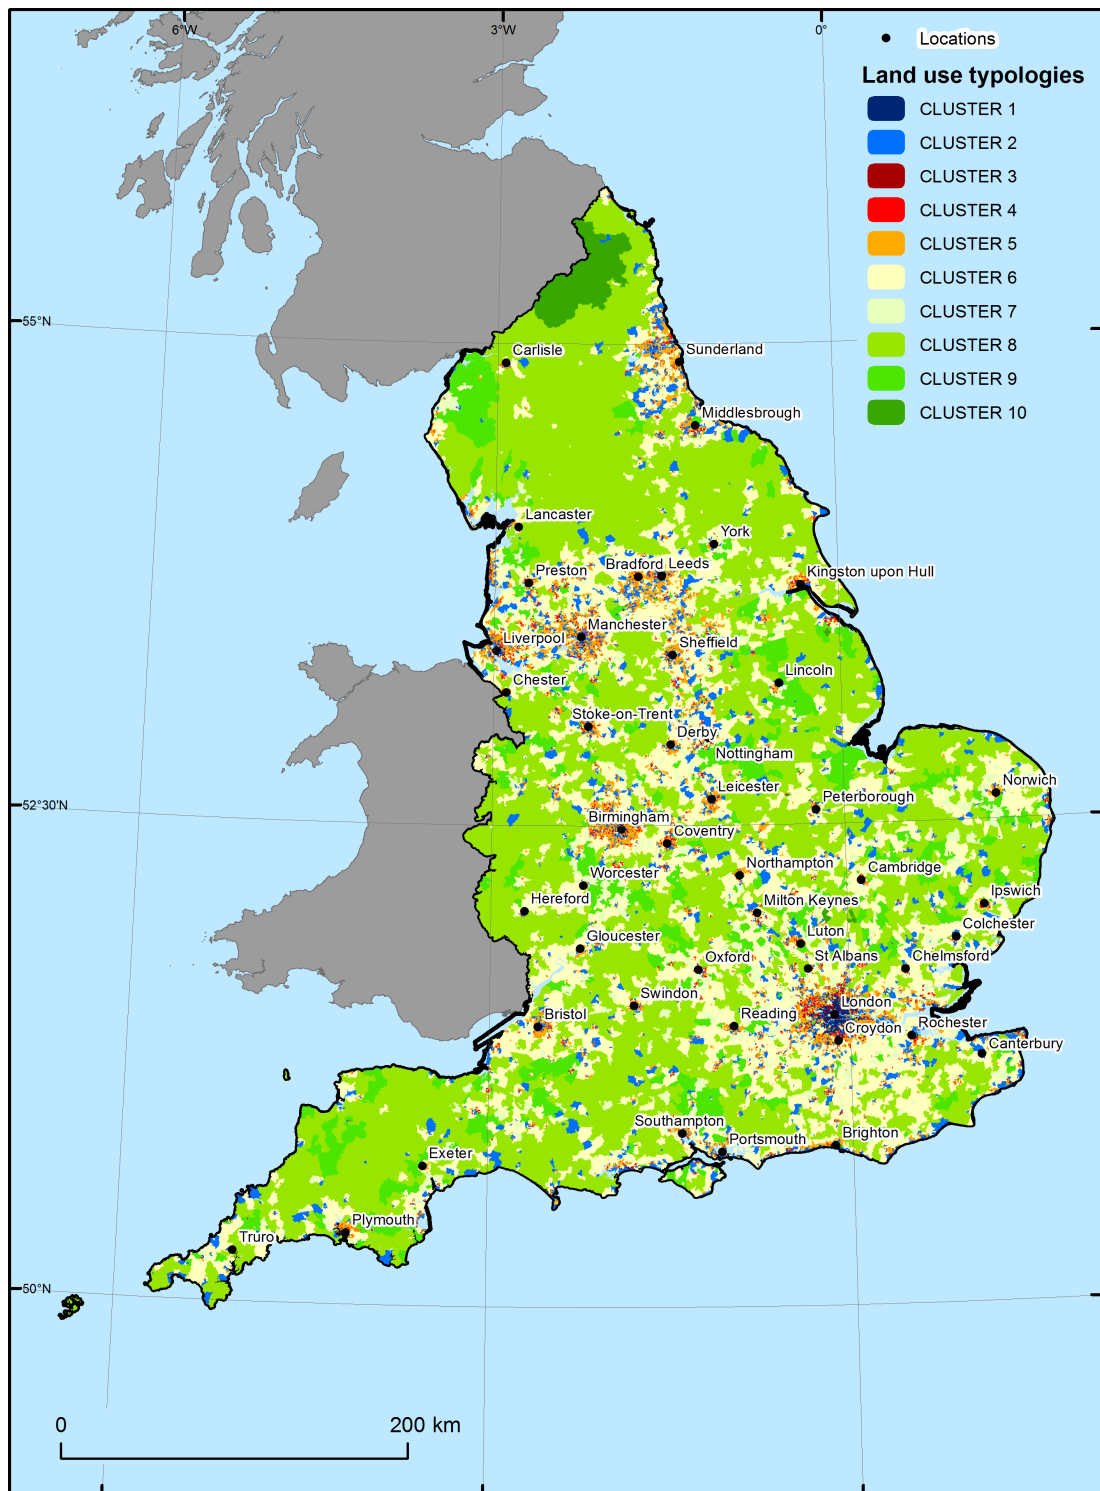 6°W
3°W
0°
Locations
Land use typologies
CLUSTER 1
CLUSTER 2
CLUSTER 3
CLUSTER 4
CLUSTER 5
CLUSTER 6
CLUSTER 7
CLUSTER 8
CLUSTER 9
CLUSTER 10
55°N
Carlisle
Sunderland
Middlesbrough
Lancaster
York
Preston
Bradford
Leeds
Kingston upon Hull
Manchester
Liverpool
Sheffield
Chester
Lincoln
Stoke-on-Trent
Derby
Nottingham
52°30'N
Leicester
Peterborough
Norwich
Birmingham
Coventry
Worcester
Northampton
Cambridge
Hereford
Milton Keynes
Ipswich
Gloucester
Luton
Colchester
Oxford
St Albans
Chelmsford
Swindon
London
Bristol
Reading
Croydon
Rochester
Canterbury
Southampton
Portsmouth
Brighton
Exeter
Plymouth
Truro
50°N
0
200 km